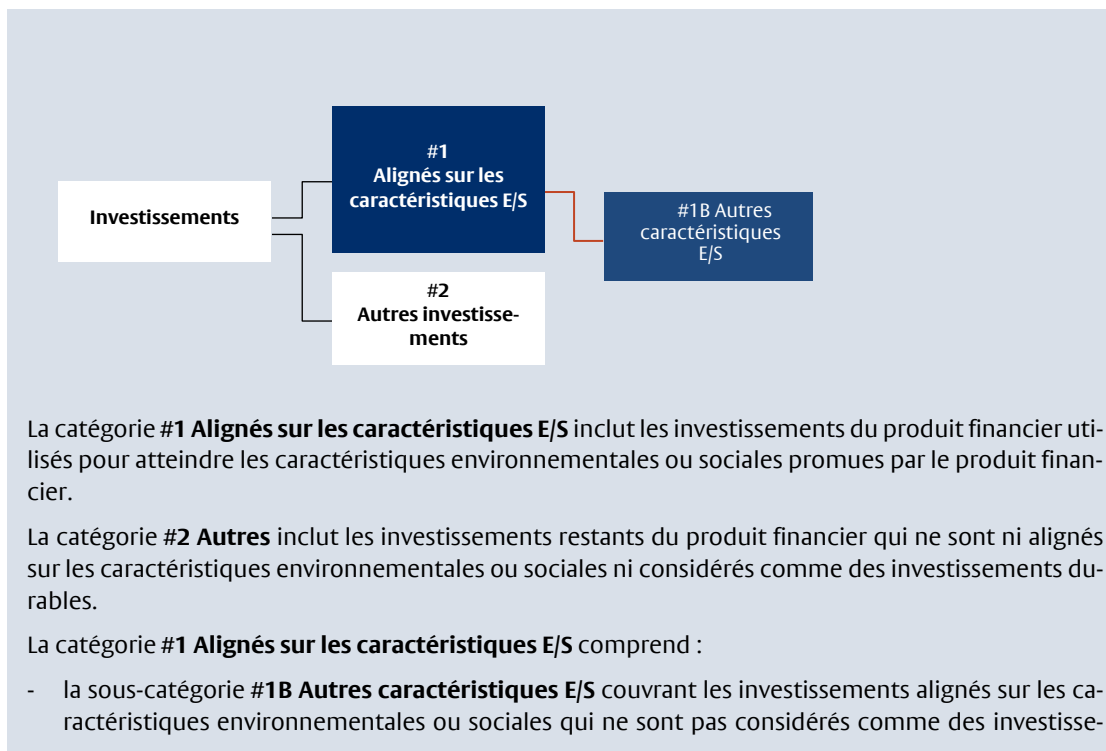 #1
Alignés sur les
caractéristiques E/S
Investissements
#1B Autres
caractéristiques
E/S
#2
Autres investisse-
ments
La catégorie #1 Alignés sur les caractéristiques E/S inclut les investissements du produit financier uti-
lisés pour atteindre les caractéristiques environnementales ou sociales promues par le produit finan-
cier.
La catégorie #2 Autres inclut les investissements restants du produit financier qui ne sont ni alignés
sur les caractéristiques environnementales ou sociales ni considérés comme des investissements du-
rables.
La catégorie #1 Alignés sur les caractéristiques E/S comprend :
- la sous-catégorie #1B Autres caractéristiques E/S couvrant les investissements alignés sur les ca-
ractéristiques environnementales ou sociales qui ne sont pas considérés comme des investisse-